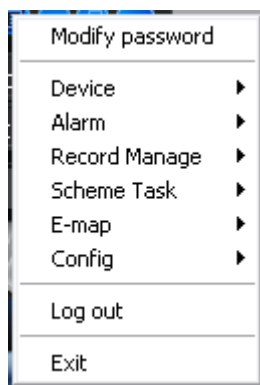 Modify password
Device
Alarm
Record Manage
Scheme Task
E-map
Config
Log out
Exit